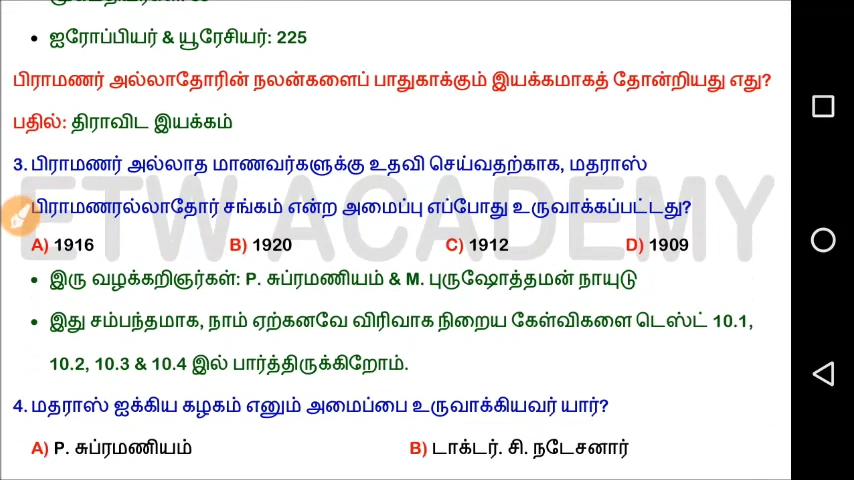 • ஐரோப்பியர் & யூரேசியர்: 225
பிராமணர் அல்லாதோரின் நலன்களைப் பாதுகாக்கும் இயக்கமாகத் தோன்றியது எது?
பதில்: திராவிட இயக்கம்
3. பிராமணர் அல்லாத மாணவர்களுக்கு உதவி செய்வதற்காக, மதராஸ்
பிராமணரல்லாதோர் சங்கம் என்ற அமைப்பு எப்போது உருவாக்கப்பட்டது?
ETW ACADEMY
A) 1916 B) 1920 C) 1912 D) 1909
• இரு வழக்கறிஞர்கள்: P. சுப்ரமணியம் & M. புருஷோத்தமன் நாயுடு
• இது சம்பந்தமாக, நாம் ஏற்கனவே விரிவாக நிறைய கேள்விகளை டெஸ்ட் 10.1,
10.2, 10.3 & 10.4 இல் பார்த்திருக்கிறோம்.
4. மதராஸ் ஐக்கிய கழகம் எனும் அமைப்பை உருவாக்கியவர் யார்?
A) P. சுப்ரமணியம் B) டாக்டர். சி. நடேசனார்